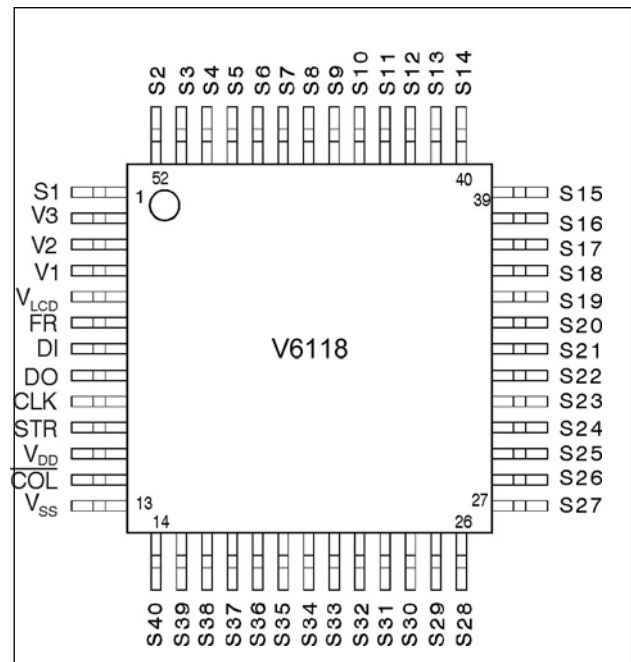 S2 S3 S4 S5 S6 S7 S8 S9 S10 S11 S12 S13 S14
52 40
1 39
S1 S15
V3 S16
V2 S17
V1 S18
VLCD S19
FR S20
DI S21
V6118
DO S22
CLK S23
STR S24
VDD S25
COL S26
VSS S27
13 27
14 26
S40 S39 S38 S37 S36 S35 S34 S33 S32 S31 S30 S29 S28